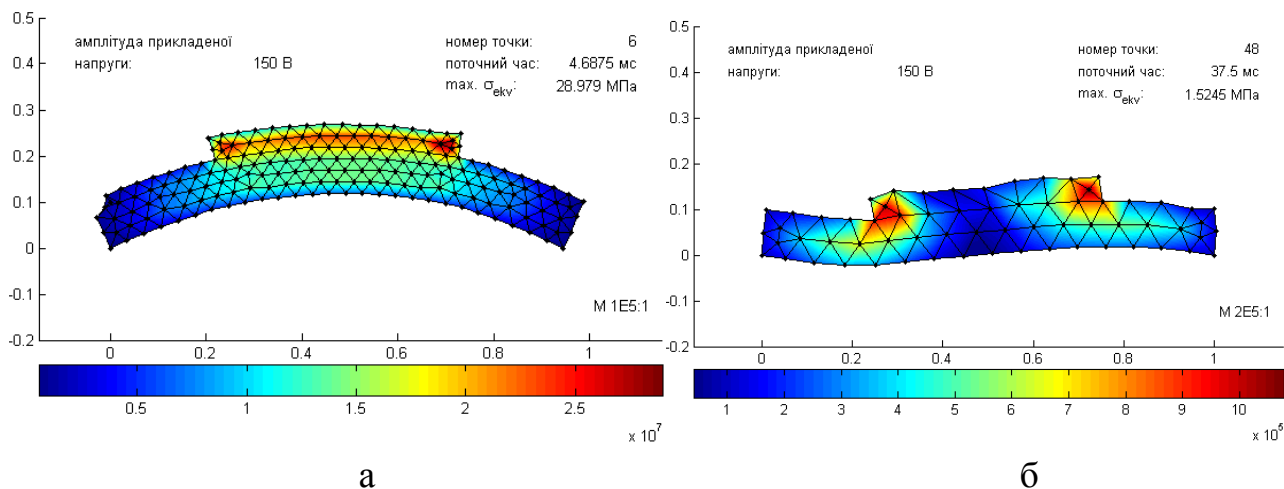 амплітуда прикладеної
напруги: 150 В
номер точки: 6
поточний час: 4.6875 мс
max. σekv: 28.979 МПа
0.5
0.4
0.3
0.2
0.1
0
-0.1
-0.2
М 1E5:1
0 0.2 0.4 0.6 0.8 1
0.5 1 1.5 2 2.5
x 10^7
а
амплітуда прикладеної
напруги: 150 В
номер точки: 48
поточний час: 37.5 мс
max. σekv: 1.5245 МПа
0.5
0.4
0.3
0.2
0.1
0
-0.1
-0.2
М 2E5:1
0 0.2 0.4 0.6 0.8 1
1 2 3 4 5 6 7 8 9 10
x 10^5
б